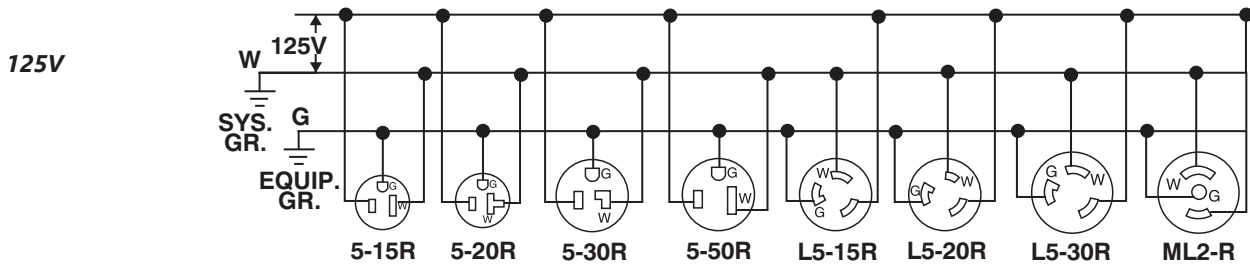 125V
125V
W
SYS.
GR.
G
EQUIP.
GR.
G
W
G
W
G
W
G
W
W
G
G
W
G
W
W
G
5-15R 5-20R 5-30R 5-50R L5-15R L5-20R L5-30R ML2-R